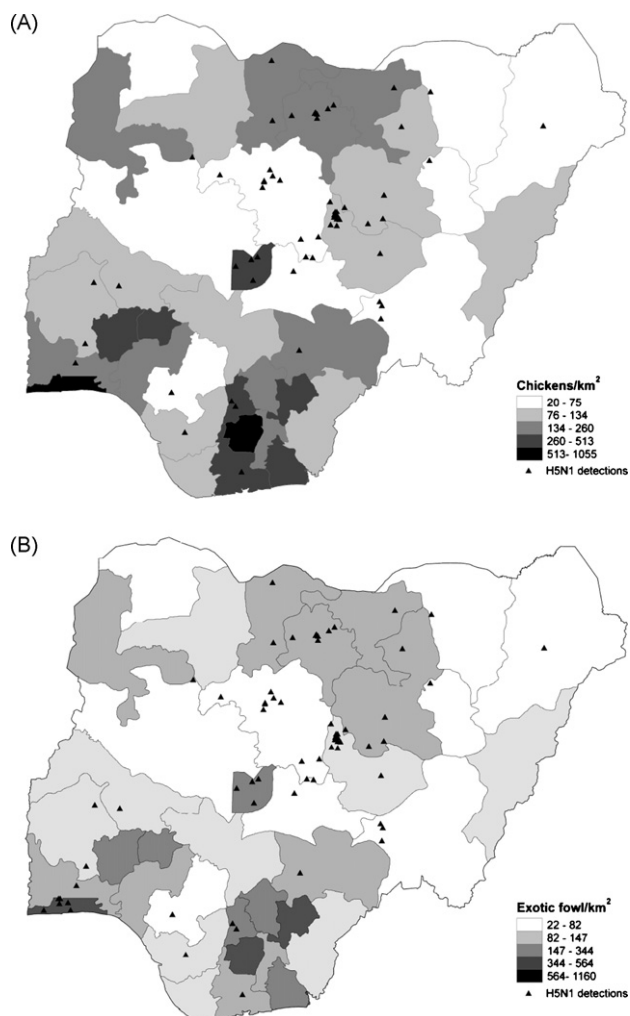 (A)
Chickens/km²
20 - 75
76 - 134
134 - 260
260 - 513
513- 1055
H5N1 detections
(B)
Exotic fowl/km²
22 - 82
82 - 147
147 - 344
344 - 564
564- 1160
H5N1 detections